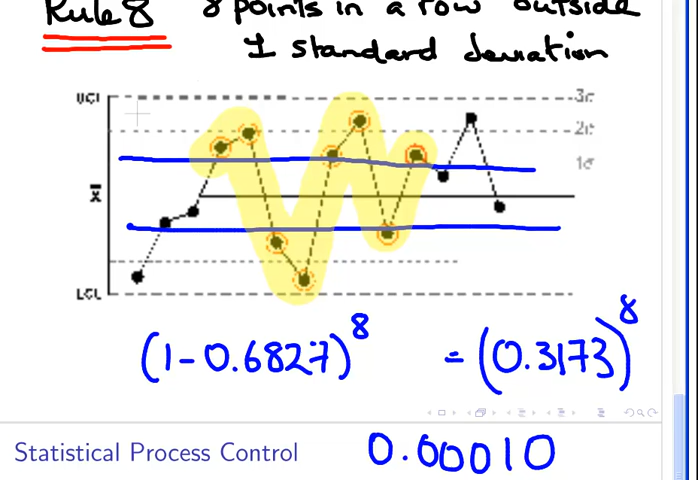 Rule 8 8 points in a row outside
1 standard deviation
UCL 3σ
2σ
1σ
X̄
LCL
(1-0.6827)^8 = (0.3173)^8
Statistical Process Control 0.00010